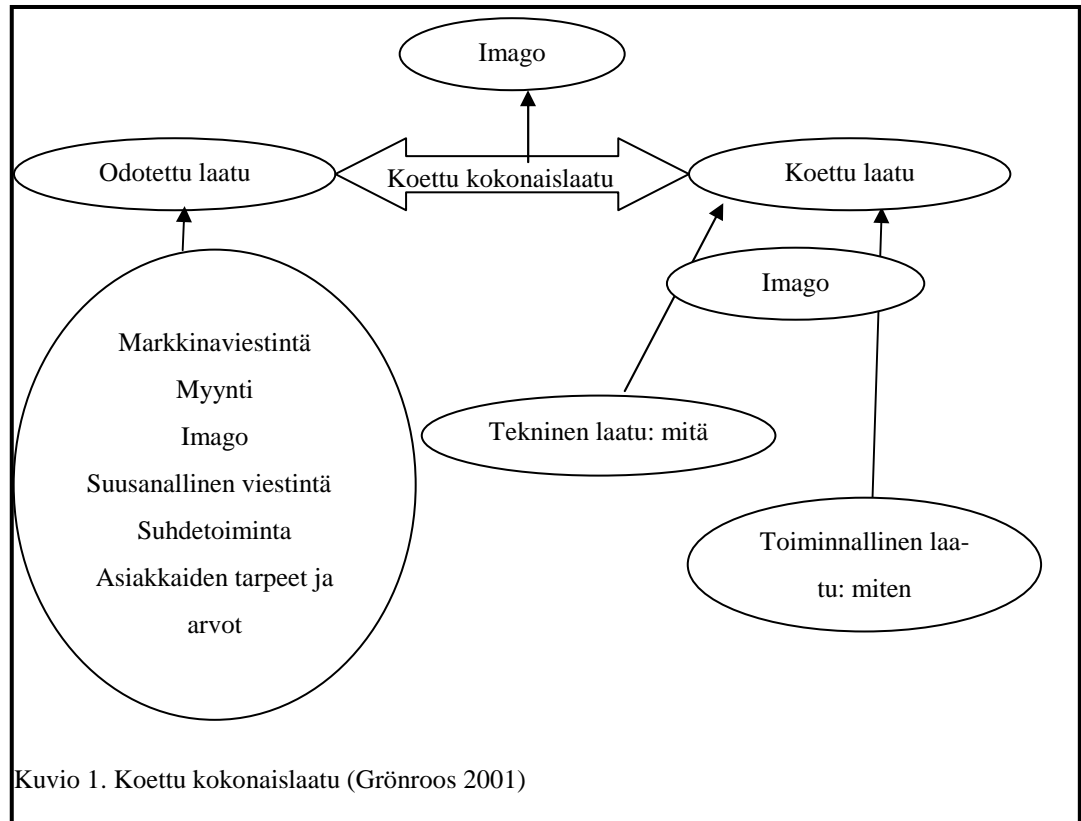 Imago
Odotettu laatu
Koettu kokonaislaatu
Koettu laatu
Imago
Markkinaviestintä
Myynti
Imago
Suusanallinen viestintä
Suhdetoiminta
Asiakkaiden tarpeet ja
arvot
Tekninen laatu: mitä
Toiminnallinen laa-
tu: miten
Kuvio 1. Koettu kokonaislaatu (Grönroos 2001)